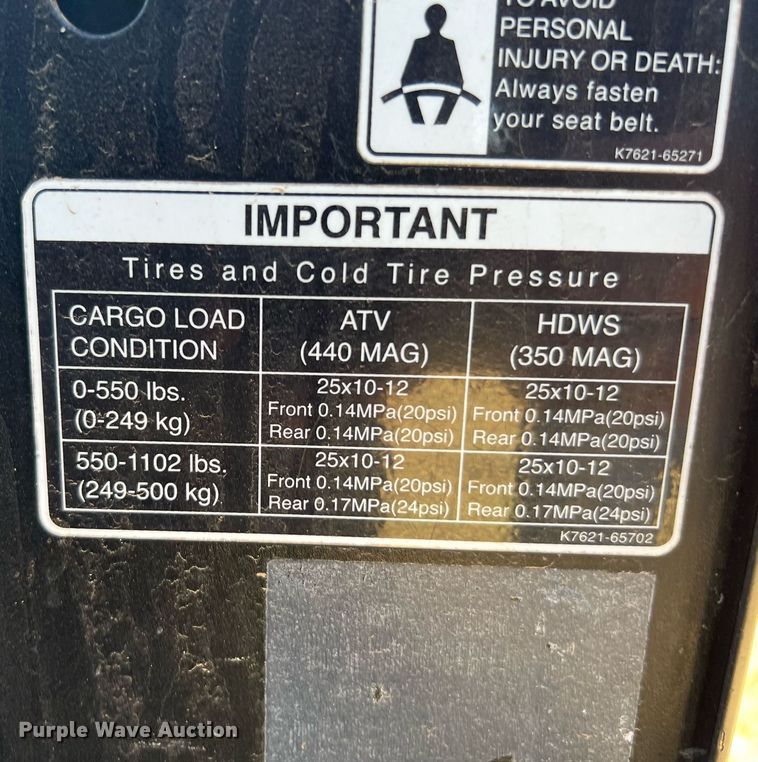 TO AVOID
PERSONAL
INJURY OR DEATH:
Always fasten
your seat belt.
K7621-65271
IMPORTANT
Tires and Cold Tire Pressure
CARGO LOAD CONDITION
ATV (440 MAG)
HDWS (350 MAG)
0-550 lbs. (0-249 kg)
25x10-12
Front 0.14MPa(20psi)
Rear 0.14MPa(20psi)
25x10-12
Front 0.14MPa(20psi)
Rear 0.14MPa(20psi)
550-1102 lbs. (249-500 kg)
25x10-12
Front 0.14MPa(20psi)
Rear 0.17MPa(24psi)
25x10-12
Front 0.14MPa(20psi)
Rear 0.17MPa(24psi)
K7621-65702
Purple Wave Auction